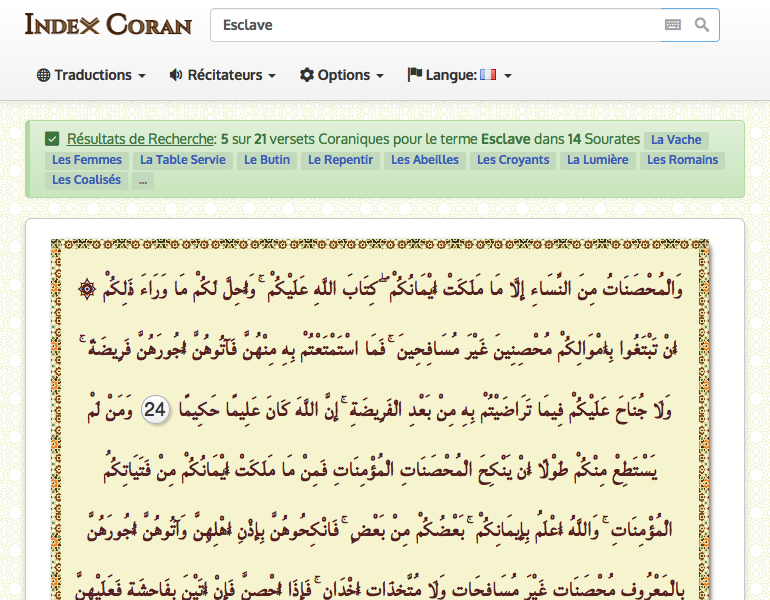 INDEX CORAN
Esclave
Traductions Récitateurs Options Langue:
Résultats de Recherche: 5 sur 21 versets Coraniques pour le terme Esclave dans 14 Sourates La Vache
Les Femmes La Table Servie Le Butin Le Repentir Les Abeilles Les Croyants La Lumière Les Romains
Les Coalisés ...
وَالْمُحْصَنَاتُ مِنَ النِّسَاءِ إِلَّا مَا مَلَكَتْ أَيْمَانُكُمْ ۖ كِتَابَ اللَّهِ عَلَيْكُمْ ۚ وَأُحِلَّ لَكُمْ مَا وَرَاءَ ذَلِكُمْ ۞
أَنْ تَبْتَغُوا بِأَمْوَالِكُمْ مُحْصِنِينَ غَيْرَ مُسَافِحِينَ ۚ فَمَا اسْتَمْتَعْتُمْ بِهِ مِنْهُنَّ فَآتُوهُنَّ أُجُورَهُنَّ فَرِيضَةً ۚ
وَلَا جُنَاحَ عَلَيْكُمْ فِيمَا تَرَاضَيْتُمْ بِهِ مِنْ بَعْدِ الْفَرِيضَةِ ۚ إِنَّ اللَّهَ كَانَ عَلِيمًا حَكِيمًا 24 وَمَنْ لَمْ
يَسْتَطِعْ مِنْكُمْ طَوْلًا أَنْ يَنْكِحَ الْمُحْصَنَاتِ الْمُؤْمِنَاتِ فَمِنْ مَا مَلَكَتْ أَيْمَانُكُمْ مِنْ فَتَيَاتِكُمُ
الْمُؤْمِنَاتِ ۚ وَاللَّهُ أَعْلَمُ بِإِيمَانِكُمْ ۚ بَعْضُكُمْ مِنْ بَعْضٍ ۚ فَانْكِحُوهُنَّ بِإِذْنِ أَهْلِهِنَّ وَآتُوهُنَّ أُجُورَهُنَّ
بِالْمَعْرُوفِ مُحْصَنَاتٍ غَيْرَ مُسَافِحَاتٍ وَلَا مُتَّخِذَاتِ أَخْدَانٍ ۚ فَإِذَا أُحْصِنَّ فَإِنْ أَتَيْنَ بِفَاحِشَةٍ فَعَلَيْهِنَّ